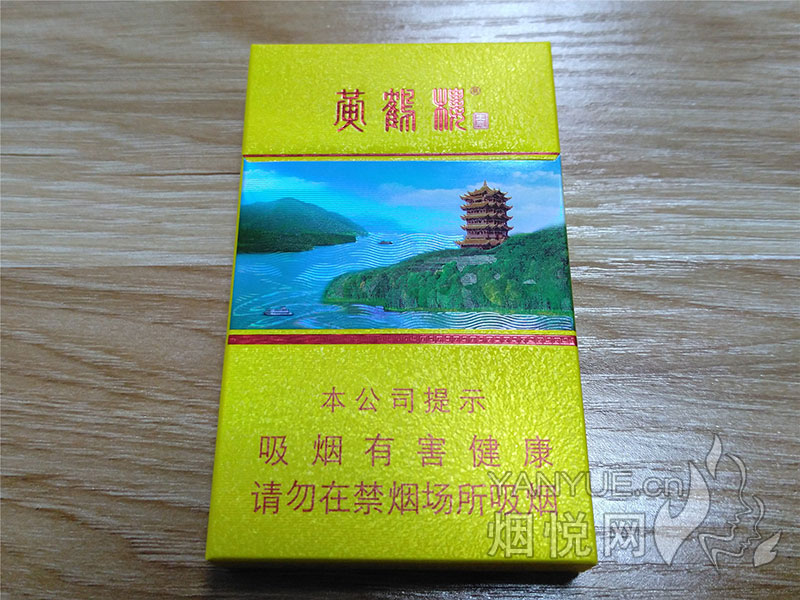 黄鹤楼®
本公司提示
吸烟有害健康
请勿在禁烟场所吸烟
YANYUE.cn
烟悦网